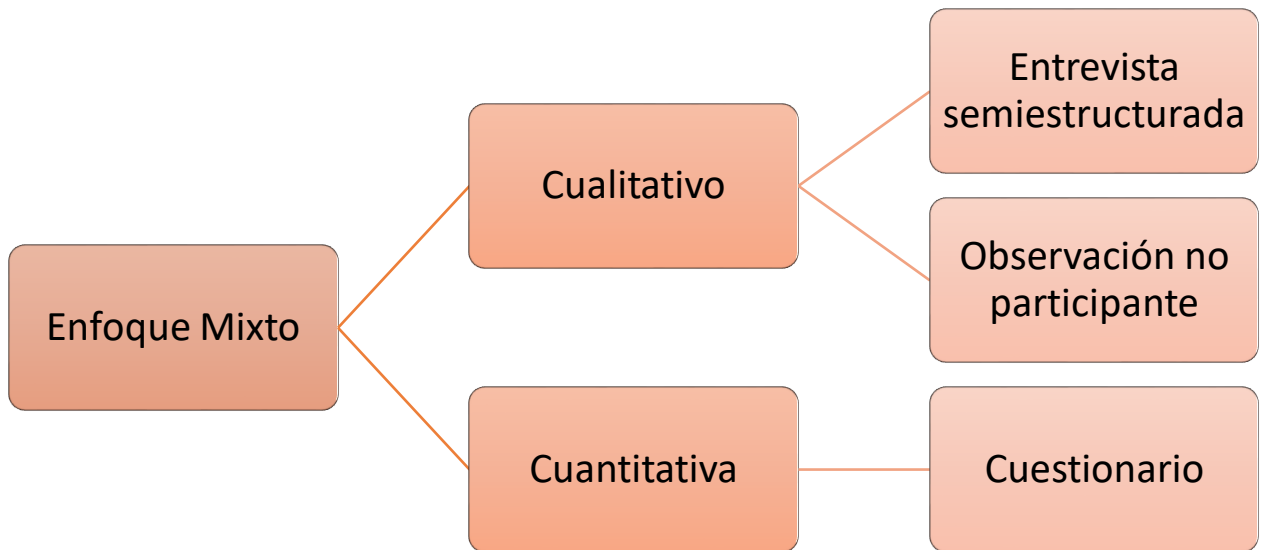 Enfoque Mixto
Cualitativo
Entrevista
semiestructurada
Observación no
participante
Cuantitativa
Cuestionario